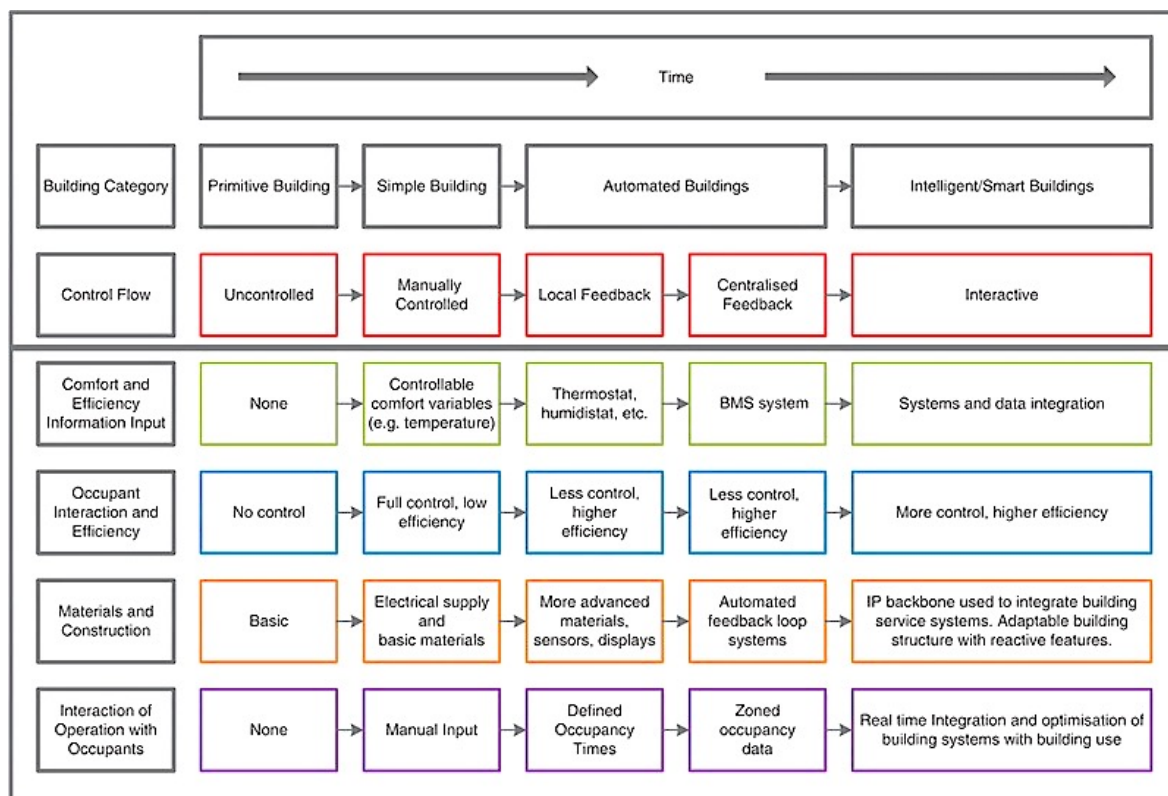 Time
Building Category
Primitive Building
Simple Building
Automated Buildings
Intelligent/Smart Buildings
Control Flow
Uncontrolled
Manually
Controlled
Local Feedback
Centralised
Feedback
Interactive
Comfort and
Efficiency
Information Input
None
Controllable
comfort variables
(e.g. temperature)
Thermostat,
humidistat, etc.
BMS system
Systems and data integration
Occupant
Interaction and
Efficiency
No control
Full control, low
efficiency
Less control,
higher
efficiency
Less control,
higher
efficiency
More control, higher efficiency
Materials and
Construction
Basic
Electrical supply
and
basic materials
More advanced
materials,
sensors, displays
Automated
feedback loop
systems
IP backbone used to integrate building
service systems. Adaptable building
structure with reactive features.
Interaction of
Operation with
Occupants
None
Manual Input
Defined
Occupancy
Times
Zoned
occupancy
data
Real time Integration and optimisation of
building systems with building use